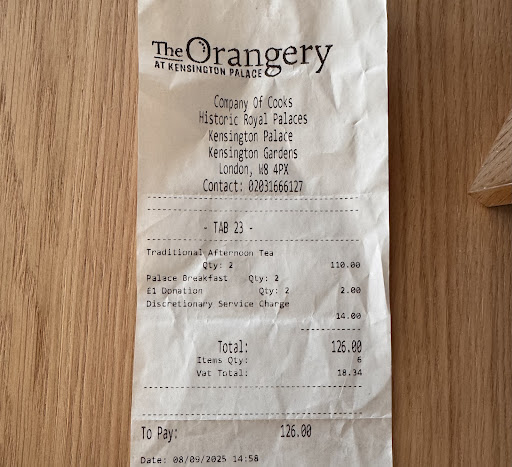 The Orangery
AT KENSINGTON PALACE
Company Of Cooks
Historic Royal Palaces
Kensington Palace
Kensington Gardens
London, W8 4PX
Contact: 02031666127
- TAB 23 -
Traditional Afternoon Tea
Qty: 2 110.00
Palace Breakfast Qty: 2
£1 Donation Qty: 2 2.00
Discretionary Service Charge
14.00
Total: 126.00
Items Qty: 6
Vat Total: 18.34
To Pay: 126.00
Date: 08/09/2025 14:58